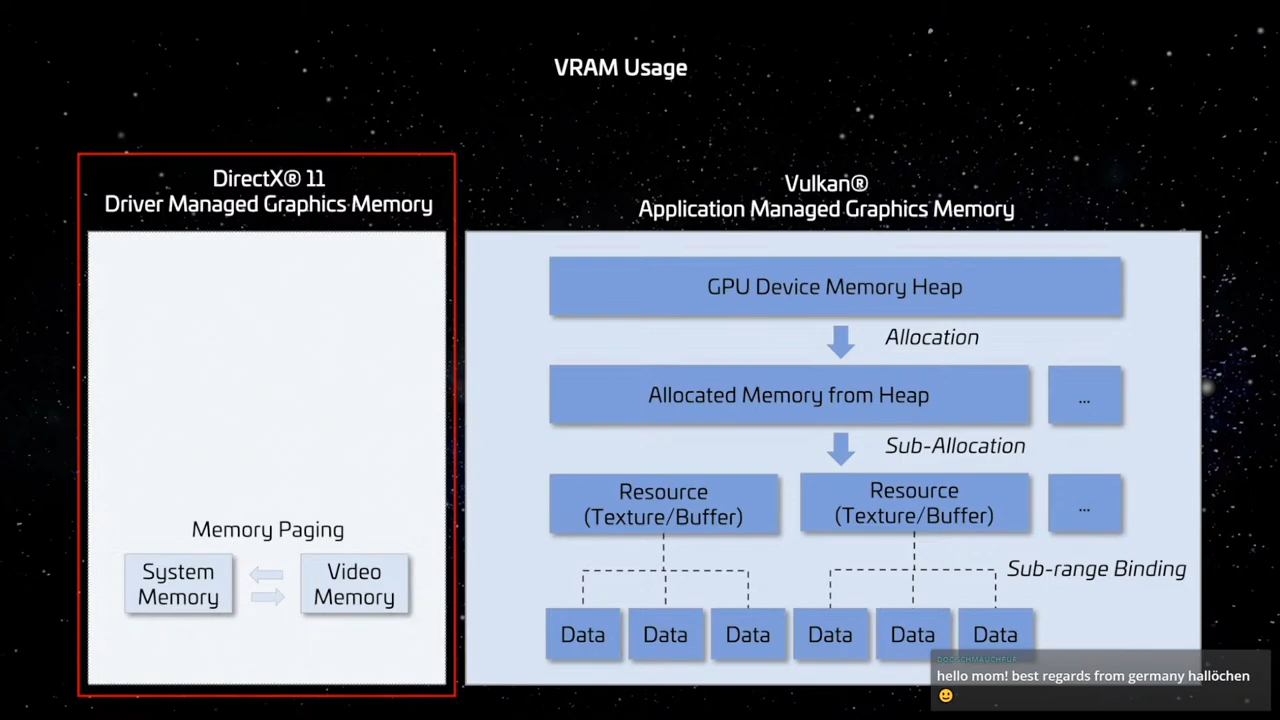 VRAM Usage
DirectX® 11
Driver Managed Graphics Memory
Memory Paging
System
Memory
Video
Memory
Vulkan®
Application Managed Graphics Memory
GPU Device Memory Heap
Allocation
Allocated Memory from Heap
...
Sub-Allocation
Resource
(Texture/Buffer)
Resource
(Texture/Buffer)
...
Sub-range Binding
Data
Data
Data
Data
Data
Data
DOCSCHMAUCHFUR
hello mom! best regards from germany hallöchen